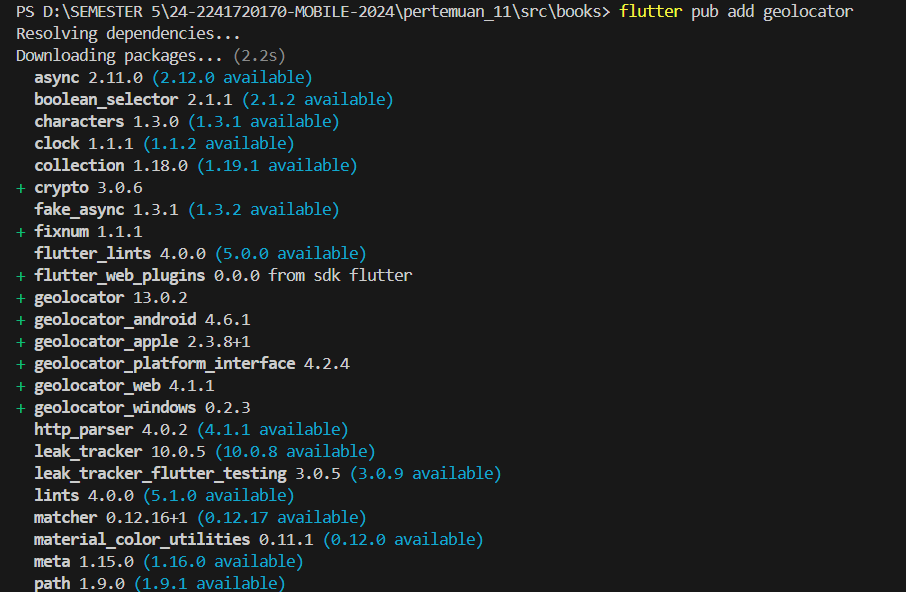 PS D:\SEMESTER 5\24-2241720170-MOBILE-2024\pertemuan_11\src\books> flutter pub add geolocator
Resolving dependencies...
Downloading packages... (2.2s)
async 2.11.0 (2.12.0 available)
boolean_selector 2.1.1 (2.1.2 available)
characters 1.3.0 (1.3.1 available)
clock 1.1.1 (1.1.2 available)
collection 1.18.0 (1.19.1 available)
+ crypto 3.0.6
fake_async 1.3.1 (1.3.2 available)
+ fixnum 1.1.1
flutter_lints 4.0.0 (5.0.0 available)
+ flutter_web_plugins 0.0.0 from sdk flutter
+ geolocator 13.0.2
+ geolocator_android 4.6.1
+ geolocator_apple 2.3.8+1
+ geolocator_platform_interface 4.2.4
+ geolocator_web 4.1.1
+ geolocator_windows 0.2.3
http_parser 4.0.2 (4.1.1 available)
leak_tracker 10.0.5 (10.0.8 available)
leak_tracker_flutter_testing 3.0.5 (3.0.9 available)
lints 4.0.0 (5.1.0 available)
matcher 0.12.16+1 (0.12.17 available)
material_color_utilities 0.11.1 (0.12.0 available)
meta 1.15.0 (1.16.0 available)
path 1.9.0 (1.9.1 available)